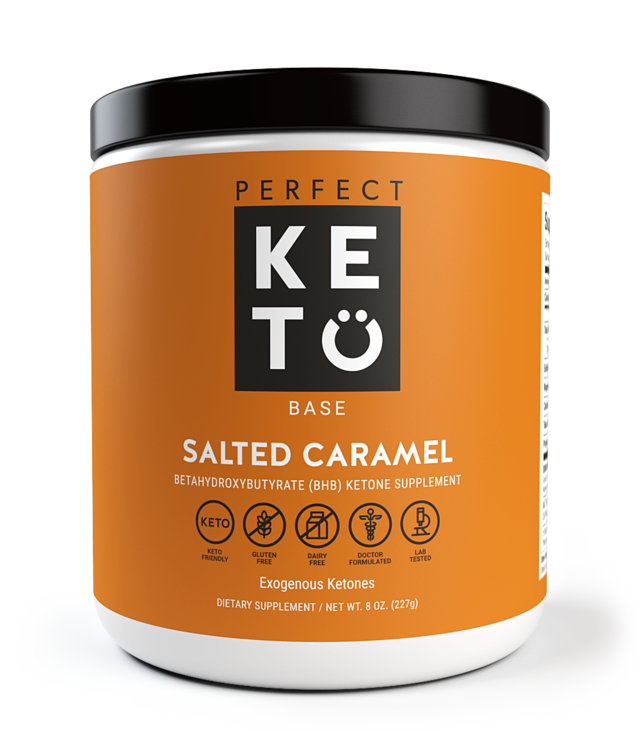 PERFECT
KE
TÖ
BASE
SALTED CARAMEL
BETAHYDROXYBUTYRATE (BHB) KETONE SUPPLEMENT
KETO
KETO FRIENDLY
GLUTEN FREE
DAIRY FREE
DOCTOR FORMULATED
LAB TESTED
Exogenous Ketones
DIETARY SUPPLEMENT / NET WT. 8 OZ. (227g)